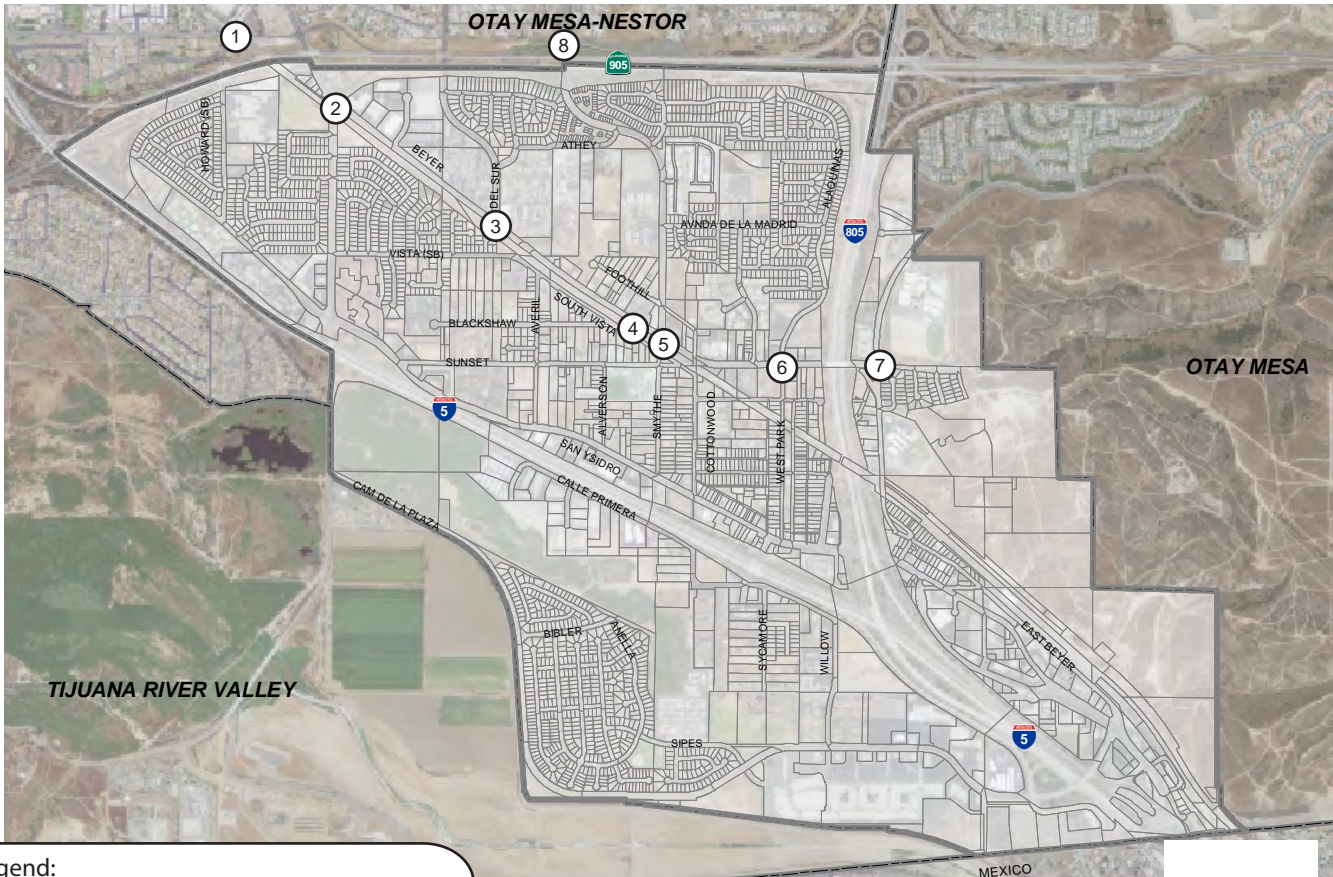 OTAY MESA-NESTOR
1
8
905
2
HOWARD (SB)
BEYER
ATHEY
DEL SUR
ALAQUINAS
AVNDA DE LA MADRID
3
805
VISTA (SB)
FOOTHILL
SOUTH VISTA
AVERIL
BLACKSHAW
4
5
SUNSET
6
7
OTAY MESA
5
ALVERSON
SMYTHE
COTTONWOOD
WEST PARK
SAN YSIDRO
CALLE PRIMERA
CAM DE LA PLAZA
BIBLER
ANELLA
SYCAMORE
WILLOW
EAST BEYER
TIJUANA RIVER VALLEY
5
SIPES
MEXICO
gend: